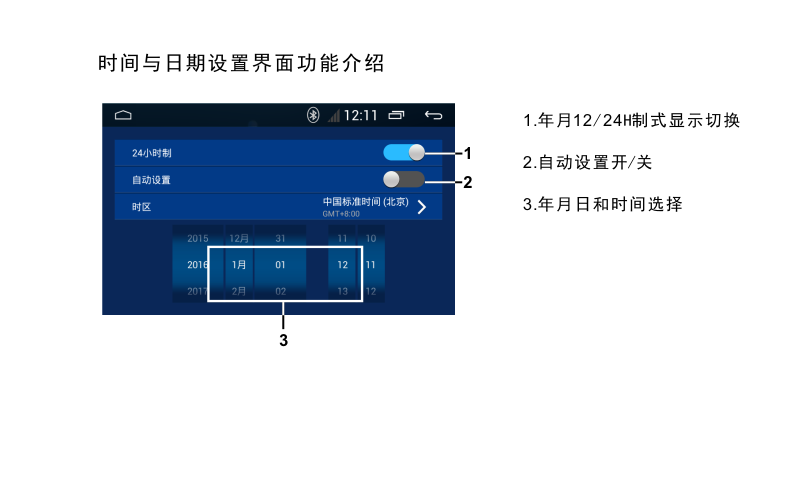 时间与日期设置界面功能介绍
12:11
24小时制
1
自动设置
2
时区
中国标准时间 (北京)
GMT+8:00
2015 12月 31 11 10
2016 1月 01 12 11
2017 2月 02 13 12
3
1.年月12/24H制式显示切换
2.自动设置开/关
3.年月日和时间选择